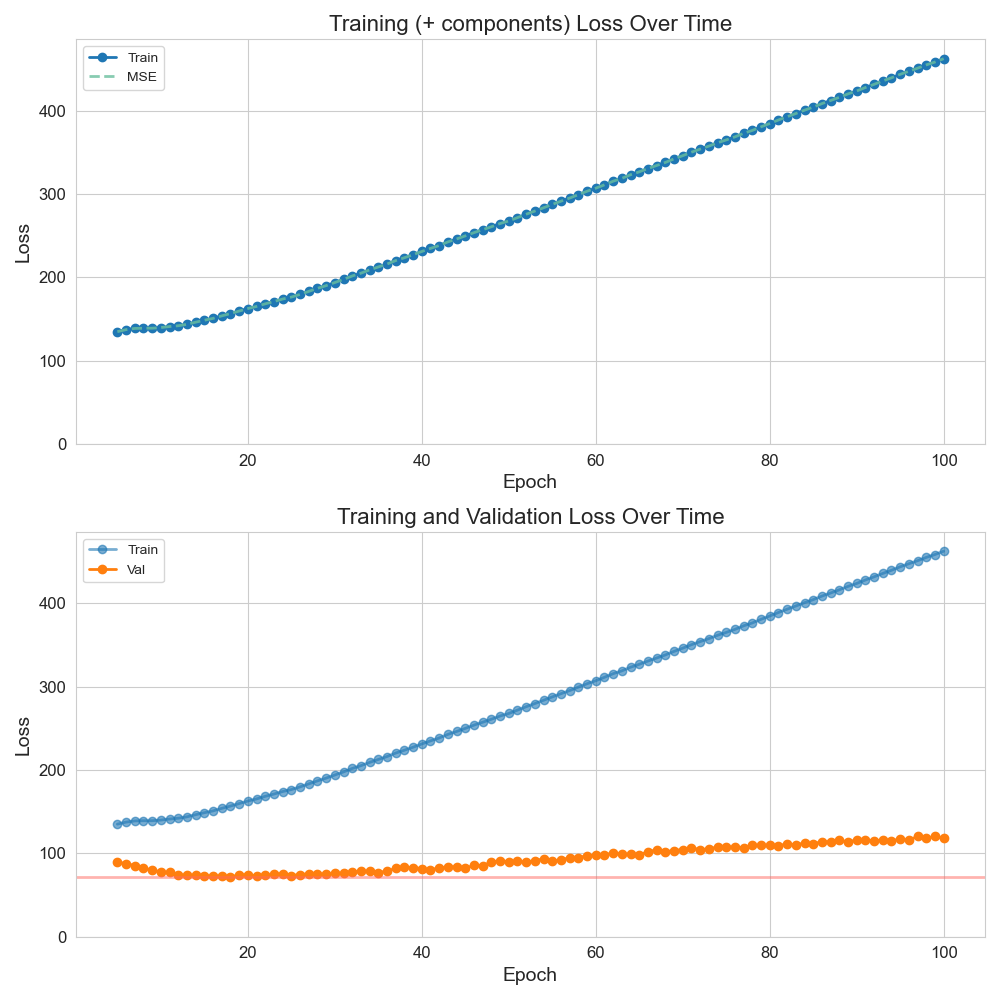 Training (+ components) Loss Over Time
Train
MSE
Loss
400
300
200
100
0
20 40 60 80 100
Epoch
Training and Validation Loss Over Time
Train
Val
Loss
400
300
200
100
0
20 40 60 80 100
Epoch